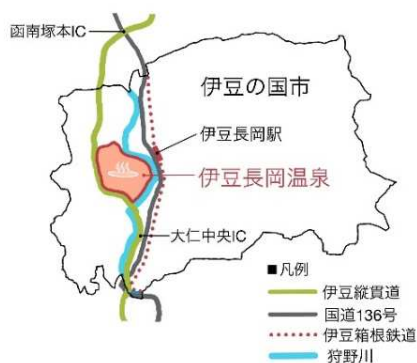 函南塚本IC
伊豆の国市
伊豆長岡駅
伊豆長岡温泉
大仁中央IC
■凡例
伊豆縦貫道
国道136号
伊豆箱根鉄道
狩野川